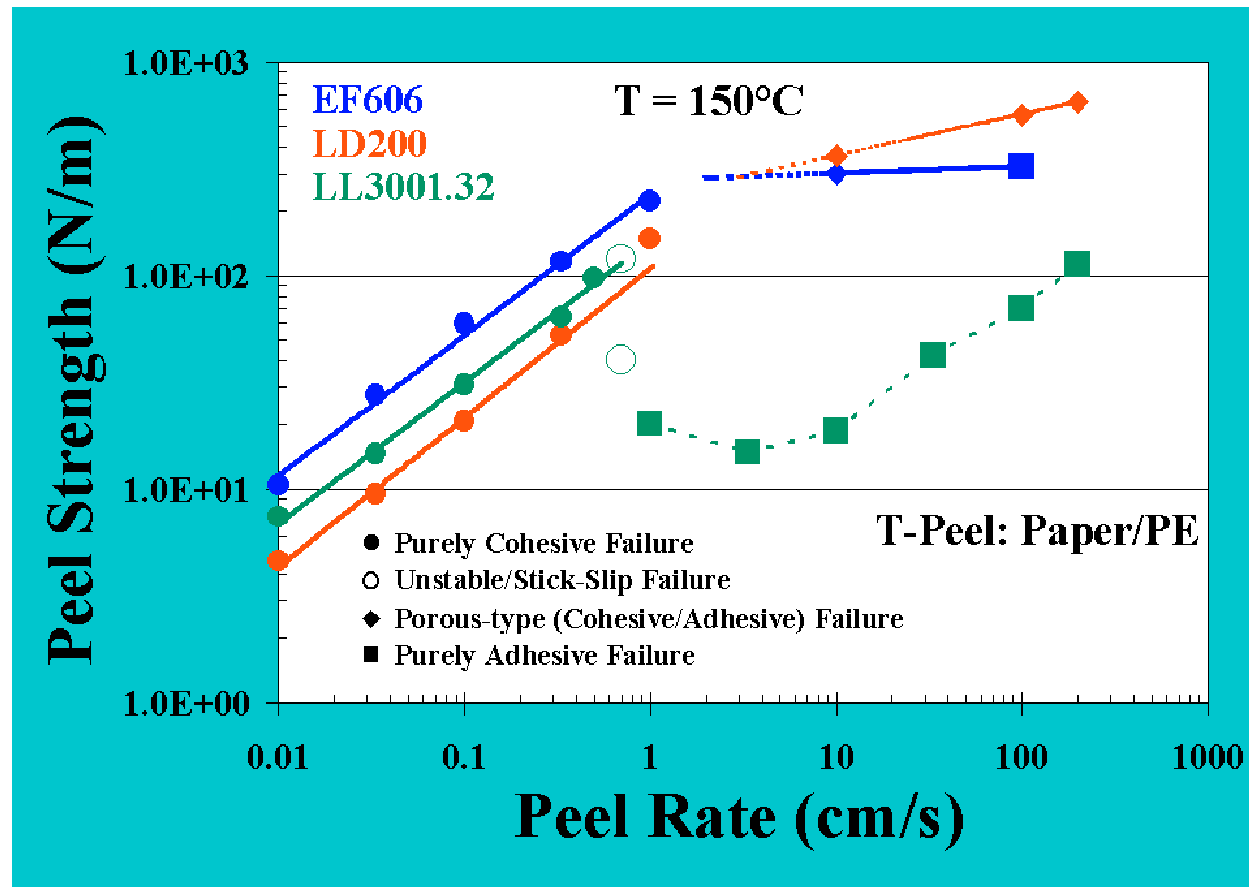 Peel Strength (N/m)
1.0E+03
1.0E+02
1.0E+01
1.0E+00
EF606
LD200
LL3001.32
T = 150°C
T-Peel: Paper/PE
Purely Cohesive Failure
Unstable/Stick-Slip Failure
Porous-type (Cohesive/Adhesive) Failure
Purely Adhesive Failure
0.01 0.1 1 10 100 1000
Peel Rate (cm/s)